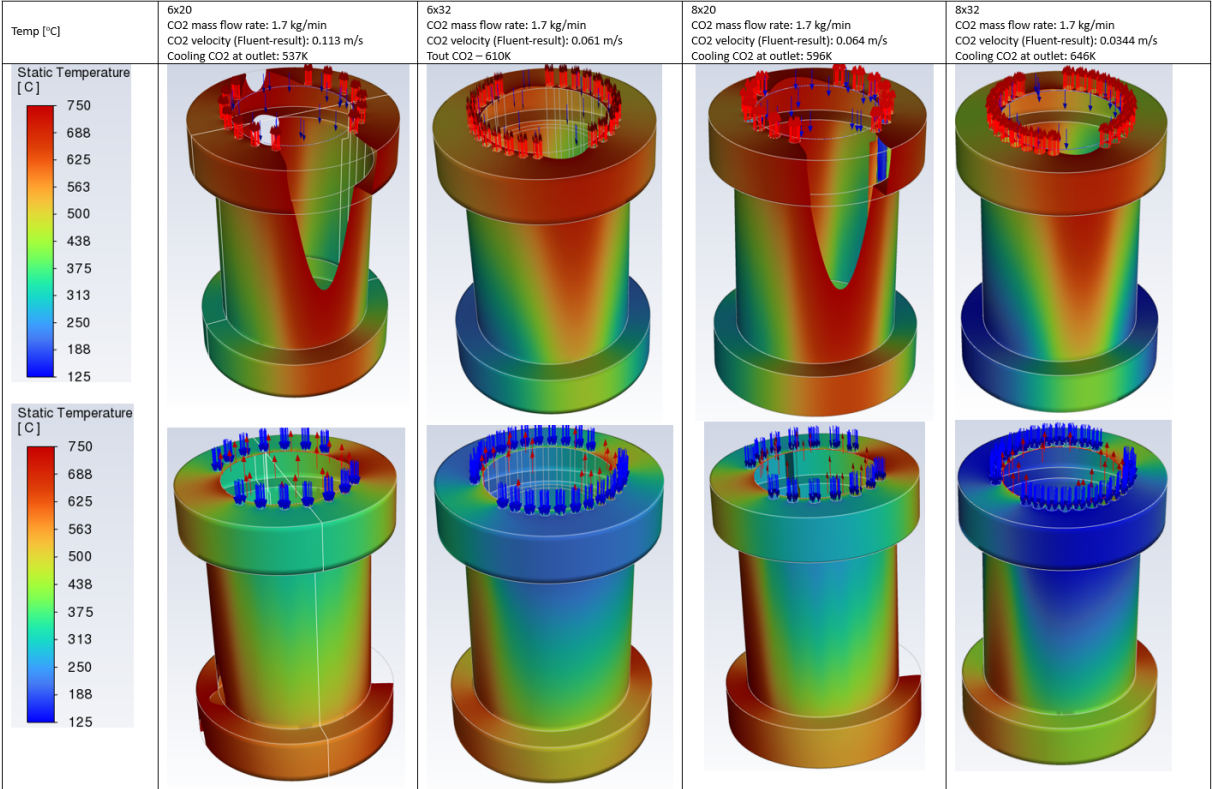 Temp [°C]
6x20
CO2 mass flow rate: 1.7 kg/min
CO2 velocity (Fluent-result): 0.113 m/s
Cooling CO2 at outlet: 537K
6x32
CO2 mass flow rate: 1.7 kg/min
CO2 velocity (Fluent-result): 0.061 m/s
Tout CO2 – 610K
8x20
CO2 mass flow rate: 1.7 kg/min
CO2 velocity (Fluent-result): 0.064 m/s
Cooling CO2 at outlet: 596K
8x32
CO2 mass flow rate: 1.7 kg/min
CO2 velocity (Fluent-result): 0.0344 m/s
Cooling CO2 at outlet: 646K
Static Temperature
[ C ]
750
688
625
563
500
438
375
313
250
188
125
Static Temperature
[ C ]
750
688
625
563
500
438
375
313
250
188
125